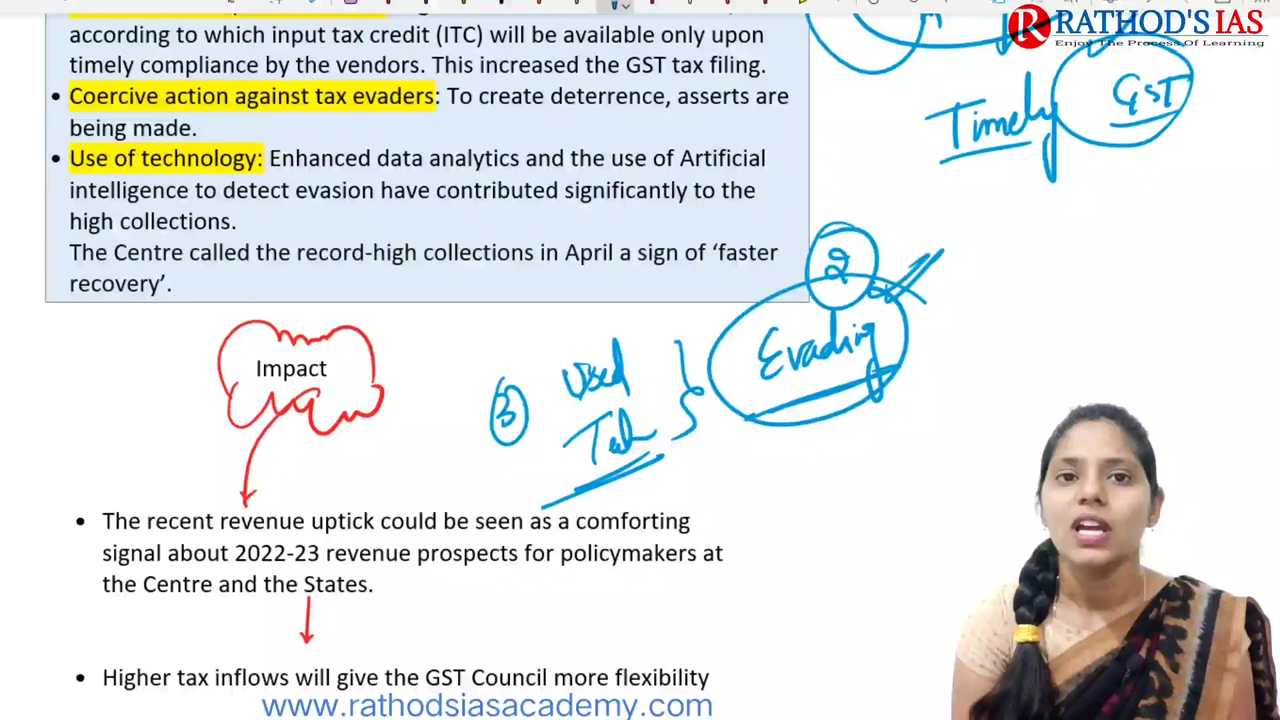 RATHOD'S IAS
Enjoy The Process Of Learning
according to which input tax credit (ITC) will be available only upon
timely compliance by the veners. This increased the GST tax filing.
• Coercive action against tax evaders: To create deterrence, asserts are
being made.
• Use of technology: Enhanced data analytics and the use of Artificial
intelligence to detect evasion have contributed significantly to the
high collections.
The Centre called the record-high collections in April a sign of ‘faster
recovery’.
Timely GST
2
Evading
3 Used
Tech
Impact
• The recent revenue uptick could be seen as a comforting
signal about 2022-23 revenue prospects for policymakers at
the Centre and the States.
• Higher tax inflows will give the GST Council more flexibility
www.rathodsiasacademy.com